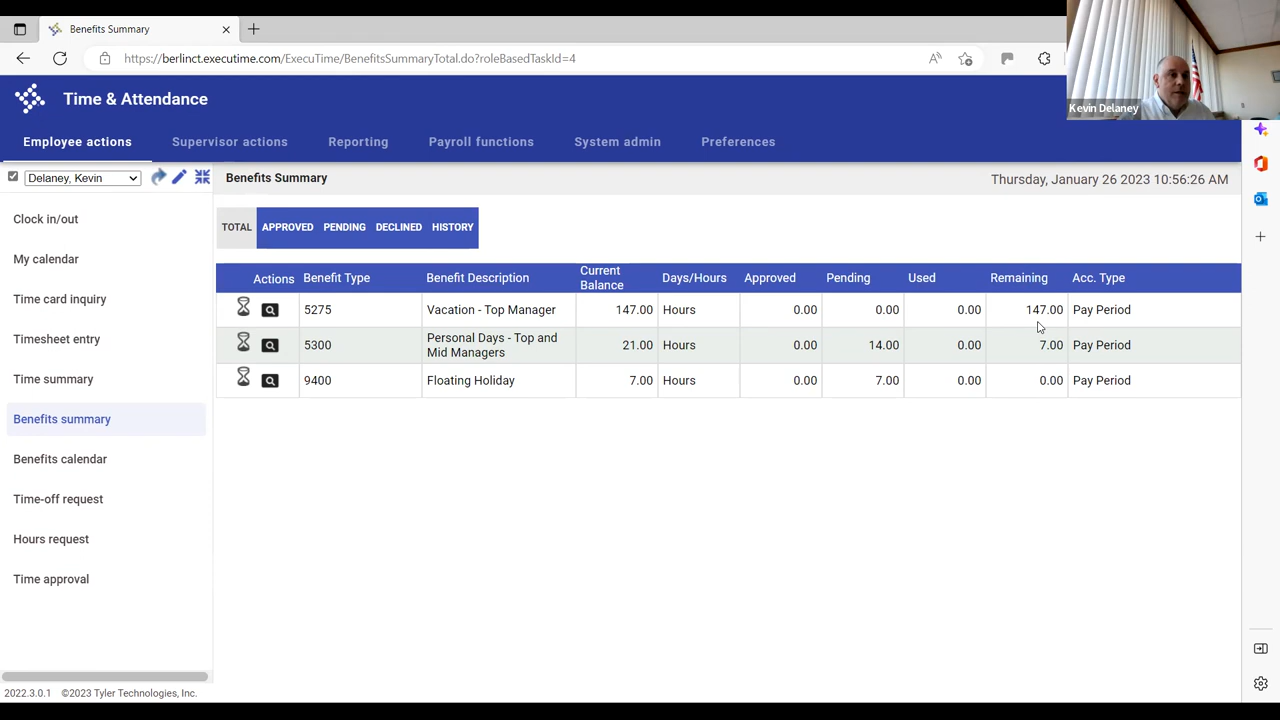 Benefits Summary
https://berlinct.executime.com/ExecuTime/BenefitsSummaryTotal.do?roleBasedTaskId=4
Kevin Delaney
Time & Attendance
Employee actions Supervisor actions Reporting Payroll functions System admin Preferences
Delaney, Kevin
Benefits Summary
Thursday, January 26 2023 10:56:26 AM
Clock in/out
My calendar
Time card inquiry
Timesheet entry
Time summary
Benefits summary
Benefits calendar
Time-off request
Hours request
Time approval
TOTAL APPROVED PENDING DECLINED HISTORY
Actions Benefit Type Benefit Description Current Balance Days/Hours Approved Pending Used Remaining Acc. Type
5275 Vacation - Top Manager 147.00 Hours 0.00 0.00 0.00 147.00 Pay Period
5300 Personal Days - Top and Mid Managers 21.00 Hours 0.00 14.00 0.00 7.00 Pay Period
9400 Floating Holiday 7.00 Hours 0.00 7.00 0.00 0.00 Pay Period
2022.3.0.1 ©2023 Tyler Technologies, Inc.